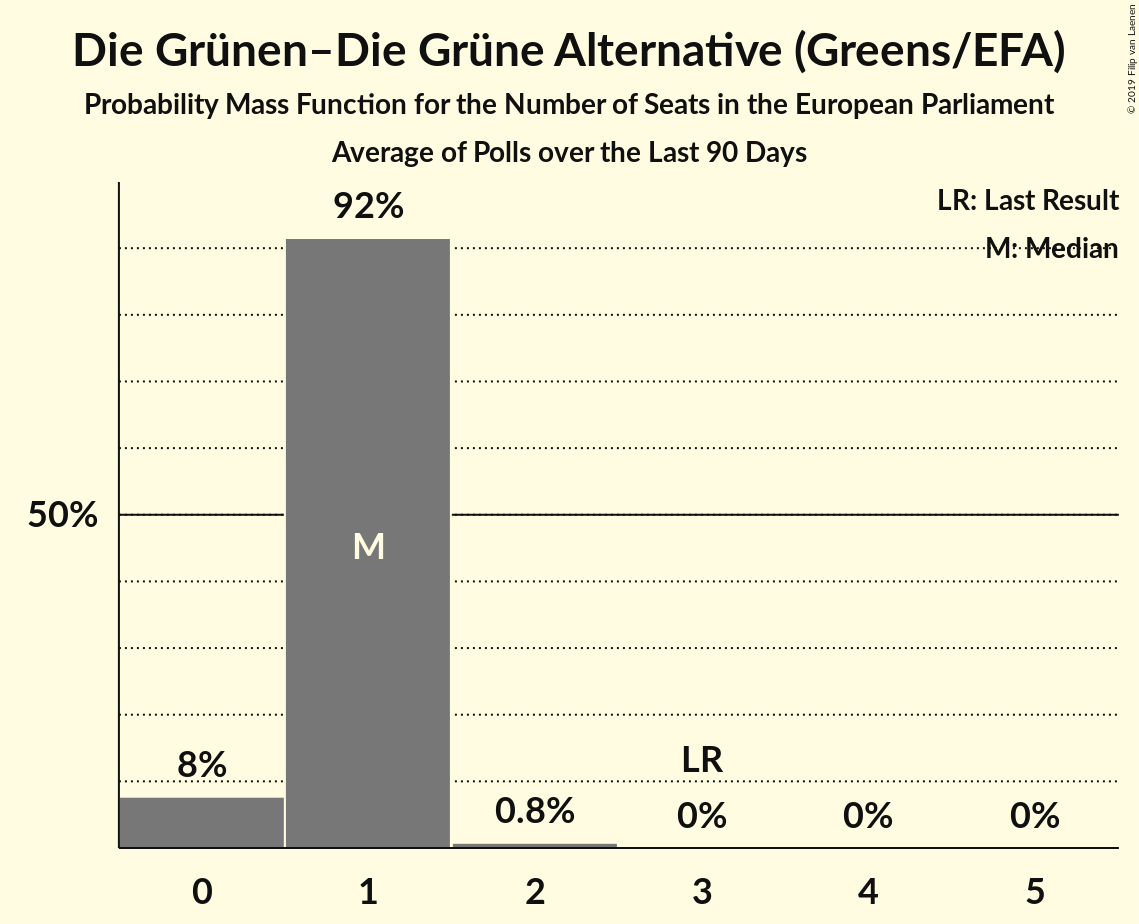 Die Grünen–Die Grüne Alternative (Greens/EFA)
Probability Mass Function for the Number of Seats in the European Parliament
Average of Polls over the Last 90 Days
© 2019 Filip van Laenen
LR: Last Result
M: Median
92%
50%
M
8%
0.8%
LR
0%
0%
0%
0 1 2 3 4 5